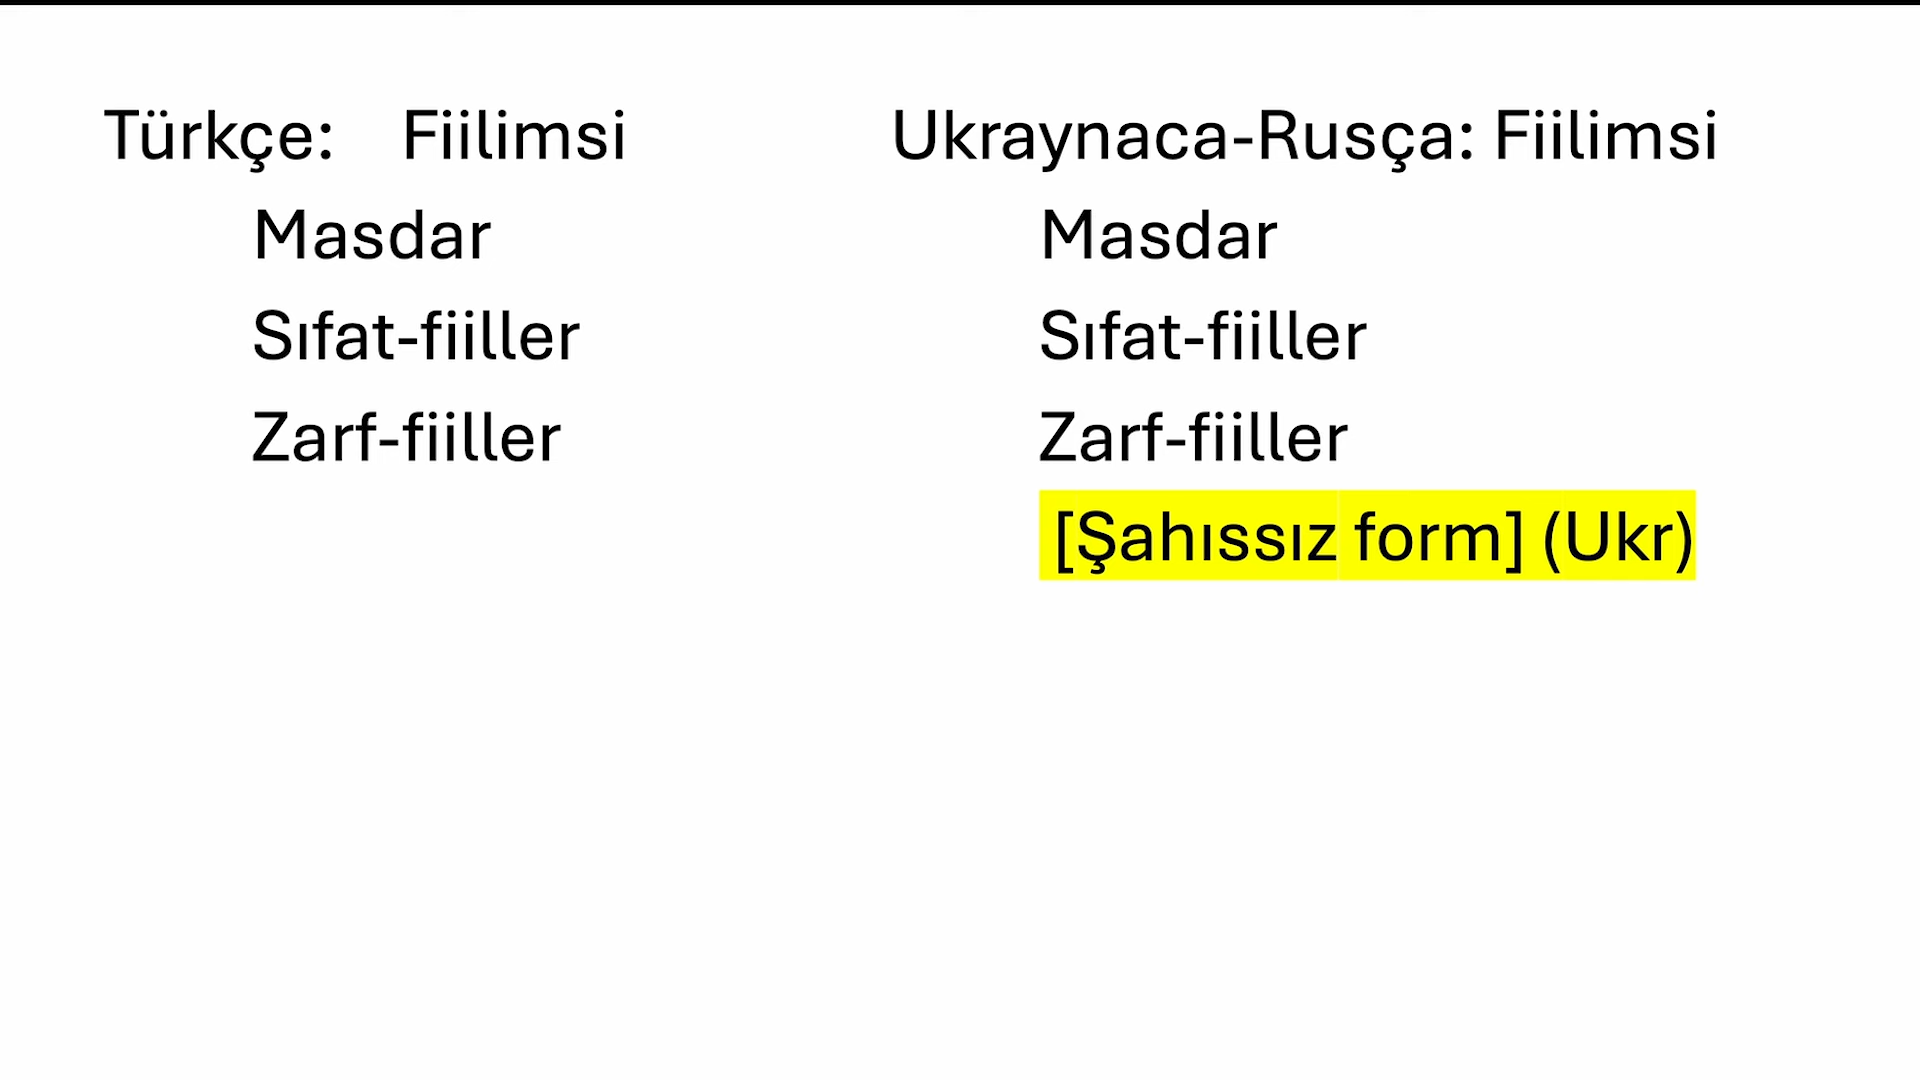 Türkçe: Fiilimsi
Masdar
Sıfat-fiiller
Zarf-fiiller
Ukraynaca-Rusça: Fiilimsi
Masdar
Sıfat-fiiller
Zarf-fiiller
[Şahıssız form] (Ukr)